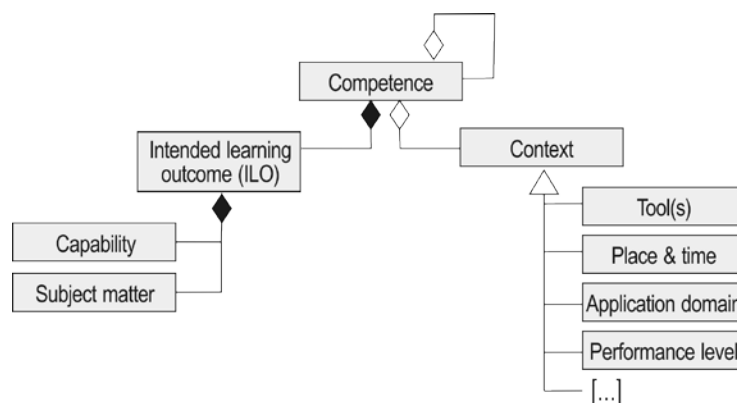 Competence
Intended learning
outcome (ILO)
Context
Capability
Subject matter
Tool(s)
Place & time
Application domain
Performance level
[...]